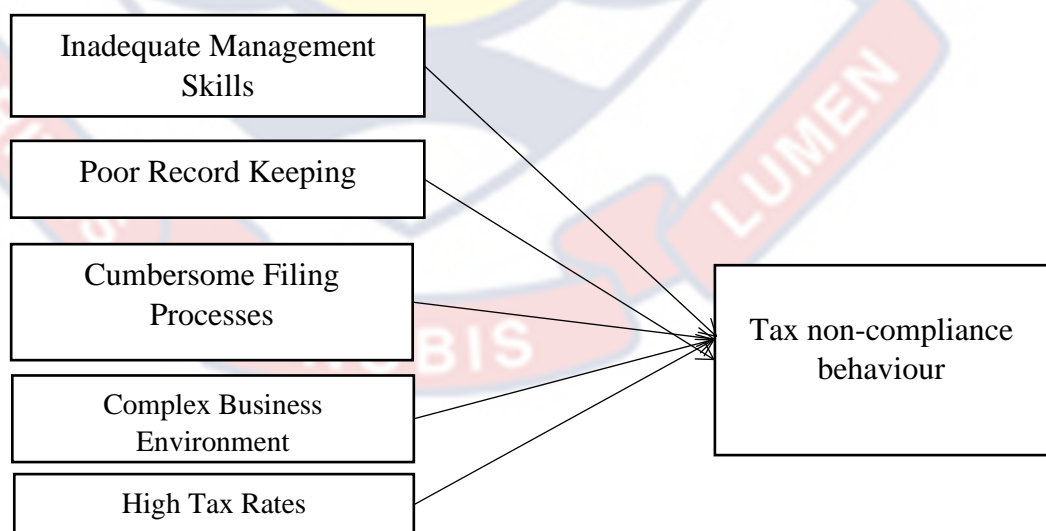 Inadequate Management
Skills
Poor Record Keeping
Cumbersome Filing
Processes
Complex Business
Environment
High Tax Rates
Tax non-compliance
behaviour
LUMEN